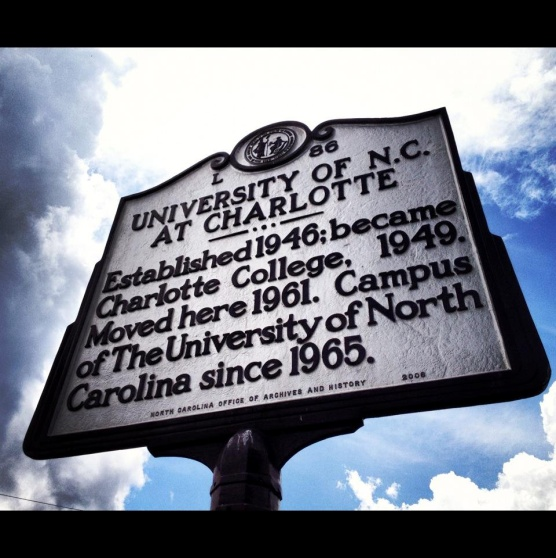 L 86
UNIVERSITY OF N.C.
AT CHARLOTTE
Established 1946; became
Charlotte College, 1949.
Moved here 1961. Campus
of The University of North
Carolina since 1965.
NORTH CAROLINA OFFICE OF ARCHIVES AND HISTORY 2008